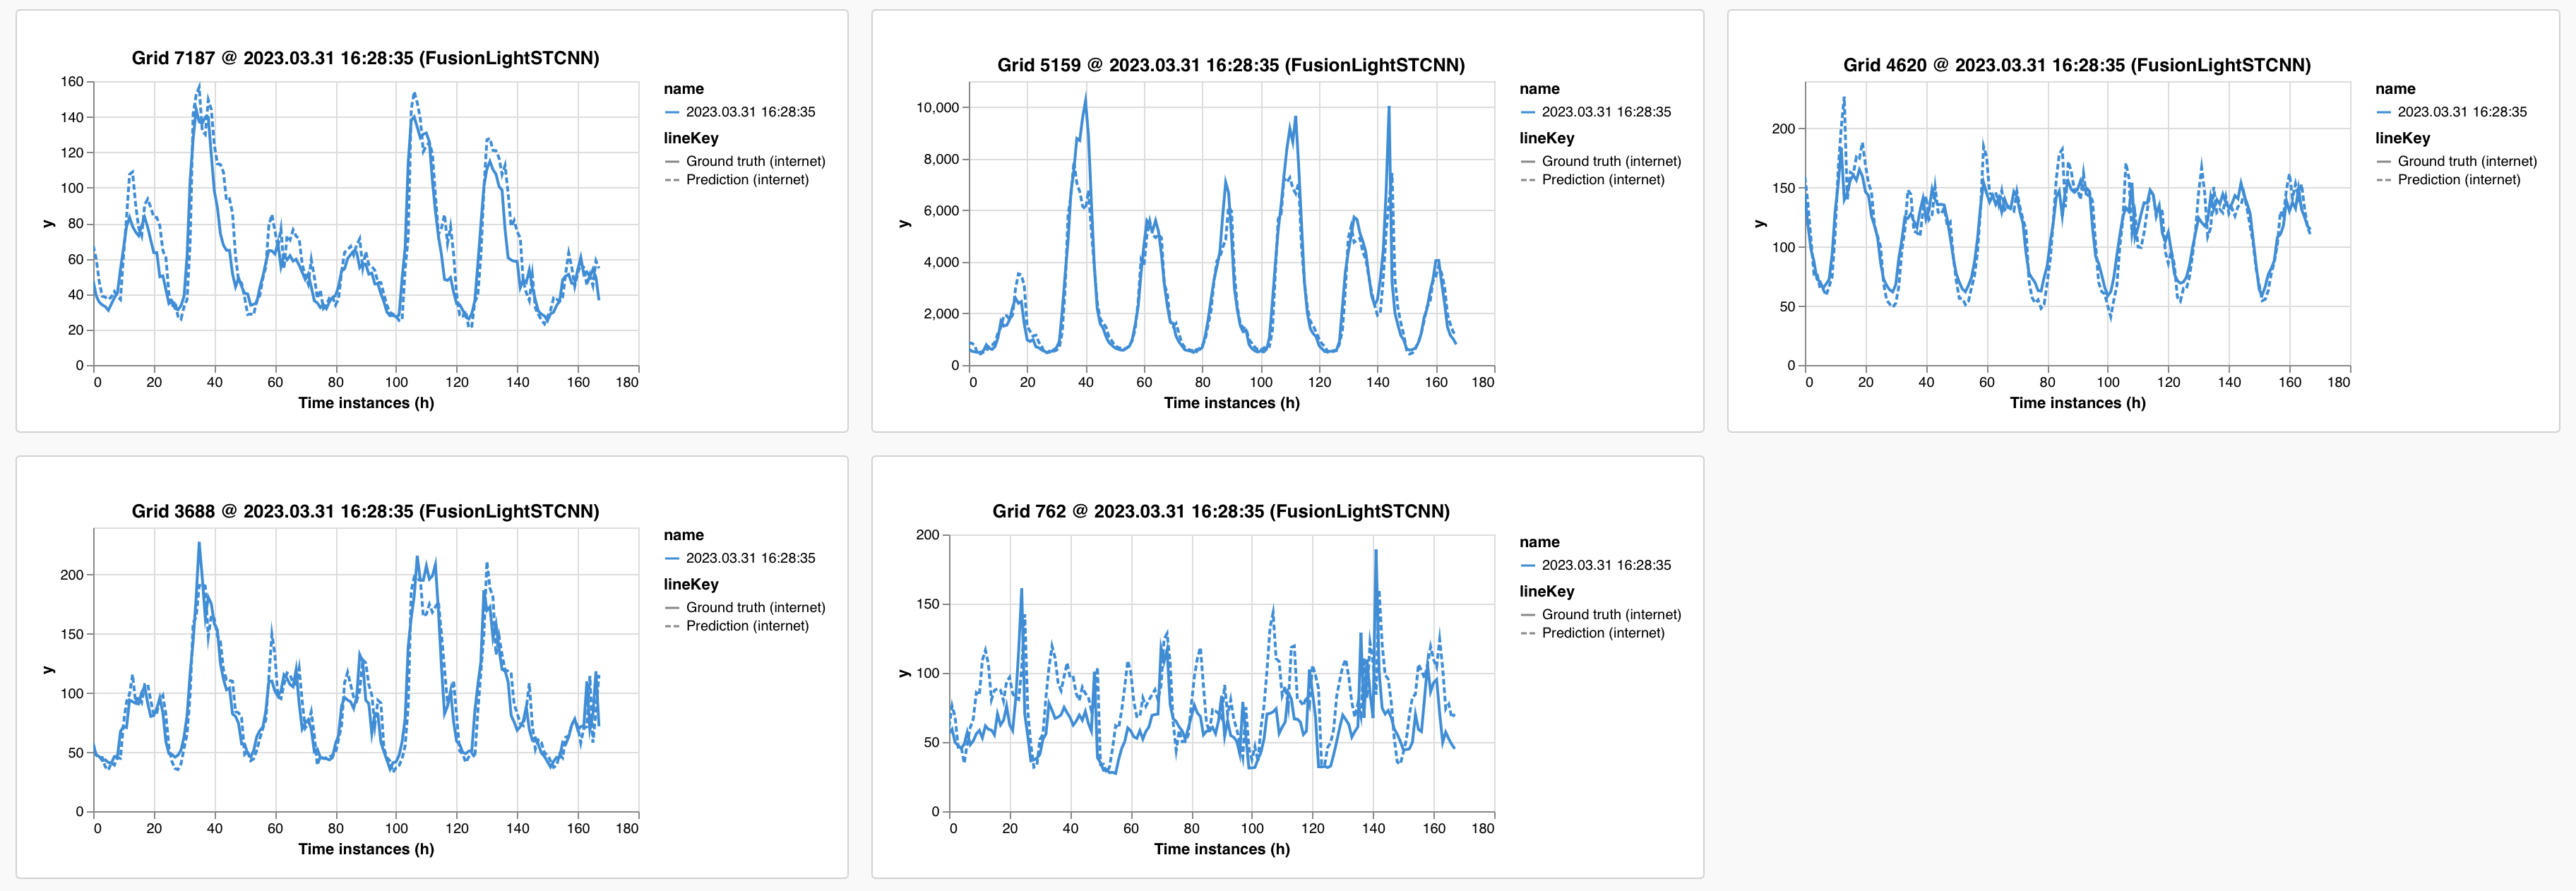 Grid 7187 @ 2023.03.31 16:28:35 (FusionLightSTCNN)
160
140
120
100
80
60
40
20
0
y
0 20 40 60 80 100 120 140 160 180
Time instances (h)
name
2023.03.31 16:28:35
lineKey
Ground truth (internet)
Prediction (internet)
Grid 5159 @ 2023.03.31 16:28:35 (FusionLightSTCNN)
10,000
8,000
6,000
4,000
2,000
0
y
0 20 40 60 80 100 120 140 160 180
Time instances (h)
name
2023.03.31 16:28:35
lineKey
Ground truth (internet)
Prediction (internet)
Grid 4620 @ 2023.03.31 16:28:35 (FusionLightSTCNN)
200
150
100
50
0
y
0 20 40 60 80 100 120 140 160 180
Time instances (h)
name
2023.03.31 16:28:35
lineKey
Ground truth (internet)
Prediction (internet)
Grid 3688 @ 2023.03.31 16:28:35 (FusionLightSTCNN)
200
150
100
50
0
y
0 20 40 60 80 100 120 140 160 180
Time instances (h)
name
2023.03.31 16:28:35
lineKey
Ground truth (internet)
Prediction (internet)
Grid 762 @ 2023.03.31 16:28:35 (FusionLightSTCNN)
200
150
100
50
0
y
0 20 40 60 80 100 120 140 160 180
Time instances (h)
name
2023.03.31 16:28:35
lineKey
Ground truth (internet)
Prediction (internet)